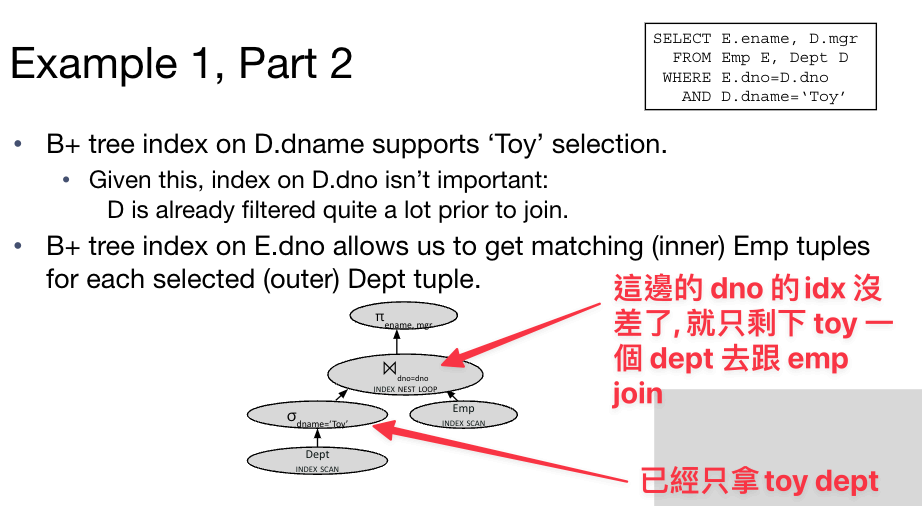 Example 1, Part 2
SELECT E.ename, D.mgr
FROM Emp E, Dept D
WHERE E.dno=D.dno
AND D.dname=‘Toy’
• B+ tree index on D.dname supports ‘Toy’ selection.
• Given this, index on D.dno isn’t important:
D is already filtered quite a lot prior to join.
• B+ tree index on E.dno allows us to get matching (inner) Emp tuples
for each selected (outer) Dept tuple.
這邊的 dno 的 idx 沒
差了, 就只剩下 toy 一
個 dept 去跟 emp
join
π ename, mgr
⋈ dno=dno
INDEX NEST LOOP
σ dname=‘Toy’
Emp
INDEX SCAN
Dept
INDEX SCAN
已經只拿 toy dept